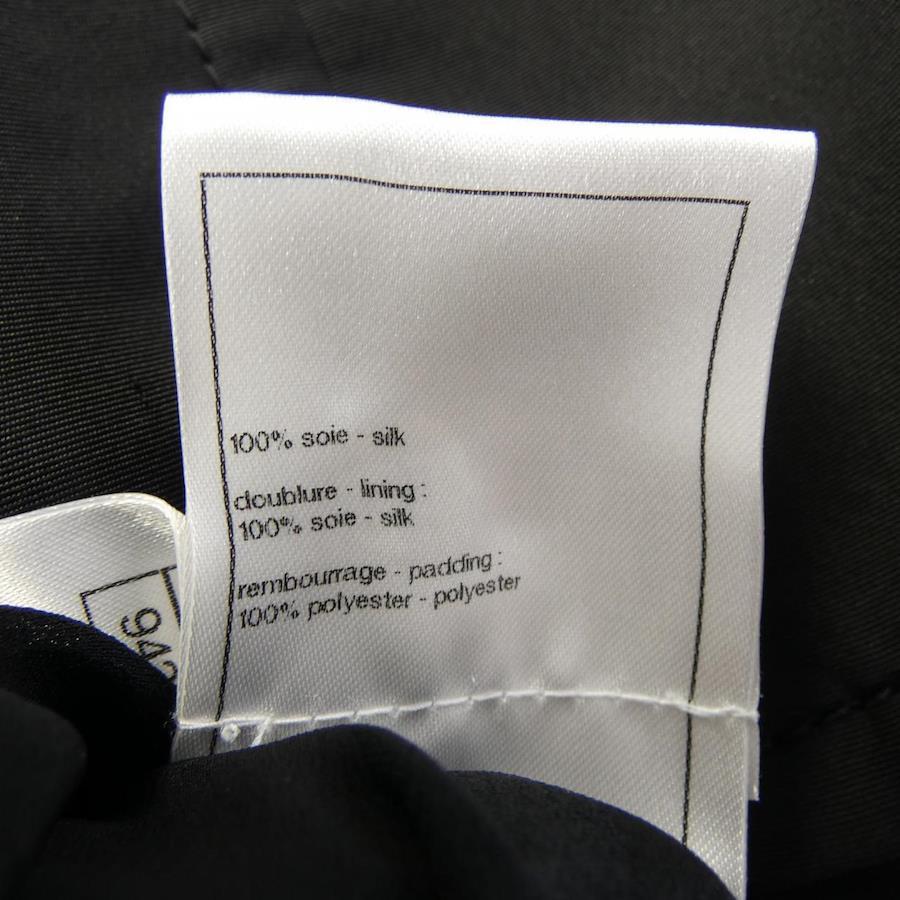 100% soie - silk
doublure - lining :
100% soie - silk
rembourrage - padding :
100% polyester - polyester